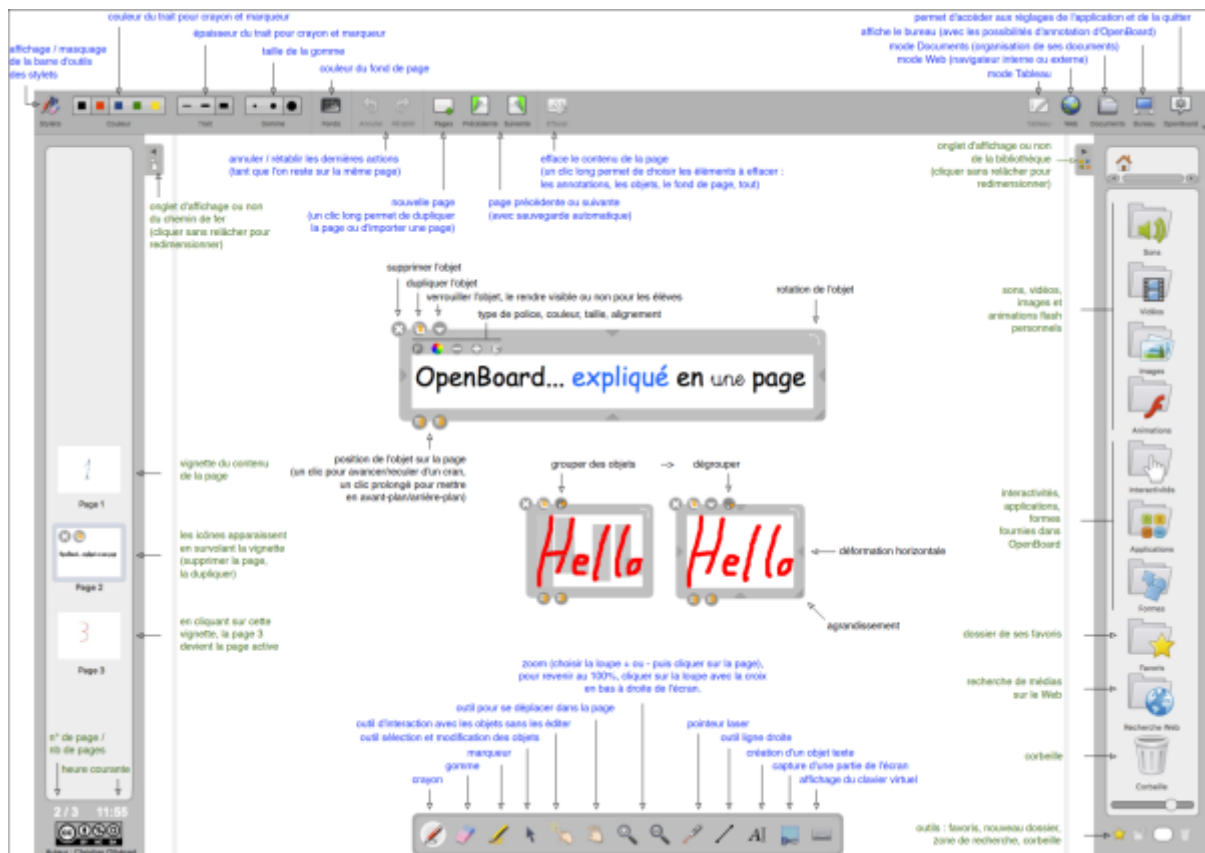 couleur du trait pour crayon et marqueur
épaisseur du trait pour crayon et marqueur
taille de la gomme
couleur du fond de page
affichage / masquage
de la barre d'outils
des stylets
permet d'accéder aux réglages de l'application et de la quitter
affiche le bureau (avec les possibilités d'annotation d'OpenBoard)
mode Documents (organisation de ses documents)
mode Web (navigateur interne ou externe)
mode Tableau
Stylets
Couleur
Trait
Gomme
Fonds
Annuler
Rétablir
Pages
Précédente
Suivante
Effacer
Tableau
Web
Documents
Bureau
OpenBoard
annuler / rétablir les dernières actions
(tant que l'on reste sur la même page)
efface le contenu de la page
(un clic long permet de choisir les éléments à effacer :
les annotations, les objets, le fond de page, tout)
nouvelle page
(un clic long permet de dupliquer
la page ou d'importer une page)
page précédente ou suivante
(avec sauvegarde automatique)
onglet d'affichage ou non
du chemin de fer
(cliquer sans relâcher pour
redimensionner)
onglet d'affichage ou non
de la bibliothèque
(cliquer sans relâcher pour
redimensionner)
supprimer l'objet
dupliquer l'objet
verrouiller l'objet, le rendre visible ou non pour les élèves
type de police, couleur, taille, alignement
rotation de l'objet
OpenBoard... expliqué en une page
position de l'objet sur la page
(un clic pour avancer/reculer d'un cran,
un clic prolongé pour mettre
en avant-plan/arrière-plan)
grouper des objets -> dégrouper
Hello
Hello
déformation horizontale
agrandissement
1
Page 1
Page 2
3
Page 3
vignette du contenu
de la page
les icônes apparaissent
en survolant la vignette
(supprimer la page,
la dupliquer)
en cliquant sur cette
vignette, la page 3
devient la page active
n° de page /
nb de pages
heure courante
2 / 3 11:55
sons, vidéos,
images et
animations flash
personnels
interactivités,
applications,
formes
fournies dans
OpenBoard
dossier de ses favoris
recherche de médias
sur le Web
corbeille
outils : favoris, nouveau dossier,
zone de recherche, corbeille
Sons
Vidéos
Images
Animations
Interactivités
Applications
Formes
Favoris
Recherche Web
Corbeille
zoom (choisir la loupe + ou - puis cliquer sur la page),
pour revenir au 100%, cliquer sur la loupe avec la croix
en bas à droite de l'écran.
outil pour se déplacer dans la page
outil d'interaction avec les objets sans les éditer
outil sélection et modification des objets
marqueur
gomme
crayon
pointeur laser
outil ligne droite
création d'un objet texte
capture d'une partie de l'écran
affichage du clavier virtuel